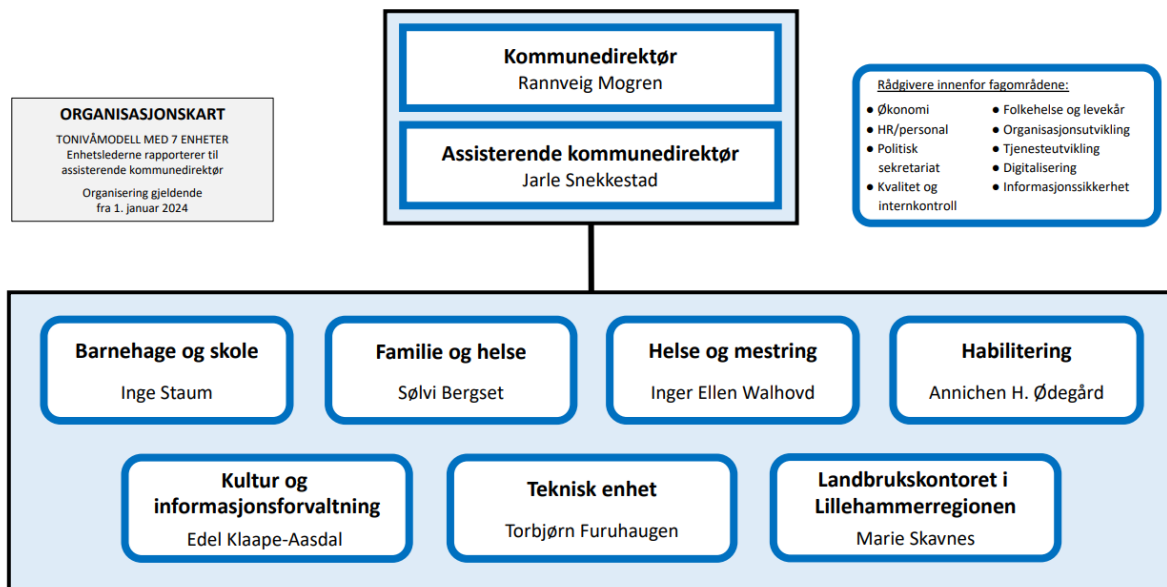 Kommunedirektør
Rannveig Mogren
Assisterende kommunedirektør
Jarle Snekkestad
ORGANISASJONSKART
TONIVÅMODELL MED 7 ENHETER
Enhetslederne rapporterer til
assisterende kommunedirektør
Organisering gjeldende
fra 1. januar 2024
Rådgivere innenfor fagområdene:
● Økonomi
● HR/personal
● Politisk
sekretariat
● Kvalitet og
internkontroll
● Folkehelse og levekår
● Organisasjonsutvikling
● Tjenesteutvikling
● Digitalisering
● Informasjonssikkerhet
Barnehage og skole
Inge Staum
Familie og helse
Sølvi Bergset
Helse og mestring
Inger Ellen Walhovd
Habilitering
Annichen H. Ødegård
Kultur og
informasjonsforvaltning
Edel Klaape-Aasdal
Teknisk enhet
Torbjørn Furuhaugen
Landbrukskontoret i
Lillehammerregionen
Marie Skavnes